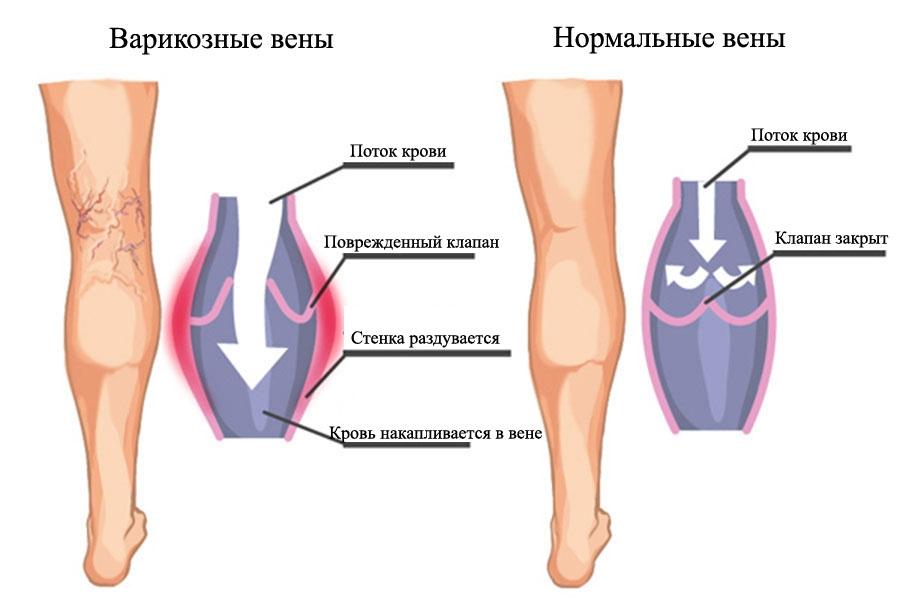 Варикозные вены
Нормальные вены
Поток крови
Поврежденный клапан
Стенка раздувается
Кровь накапливается в вене
Поток крови
Клапан закрыт